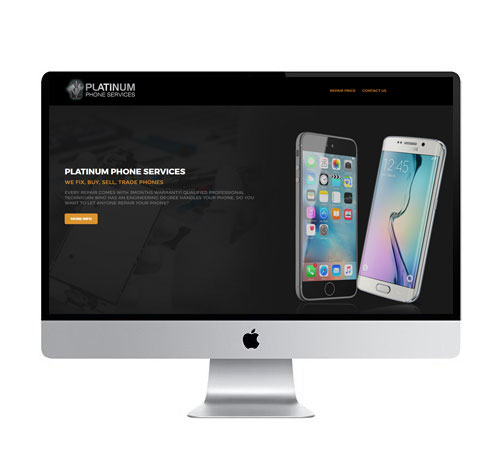 PLATINUM
PHONE SERVICES
REPAIR PRICE CONTACT US
PLATINUM PHONE SERVICES
WE FIX, BUY, SELL, TRADE PHONES
EVERY REPAIR COMES WITH 3MONTHS WARRANTY! QUALIFIED PROFESSIONAL
TECHNICIAN WHO HAS AN ENGINEERING DEGREE HANDLES YOUR PHONE. DO YOU
WANT TO LET ANYONE REPAIR YOUR PHONE?
MORE INFO